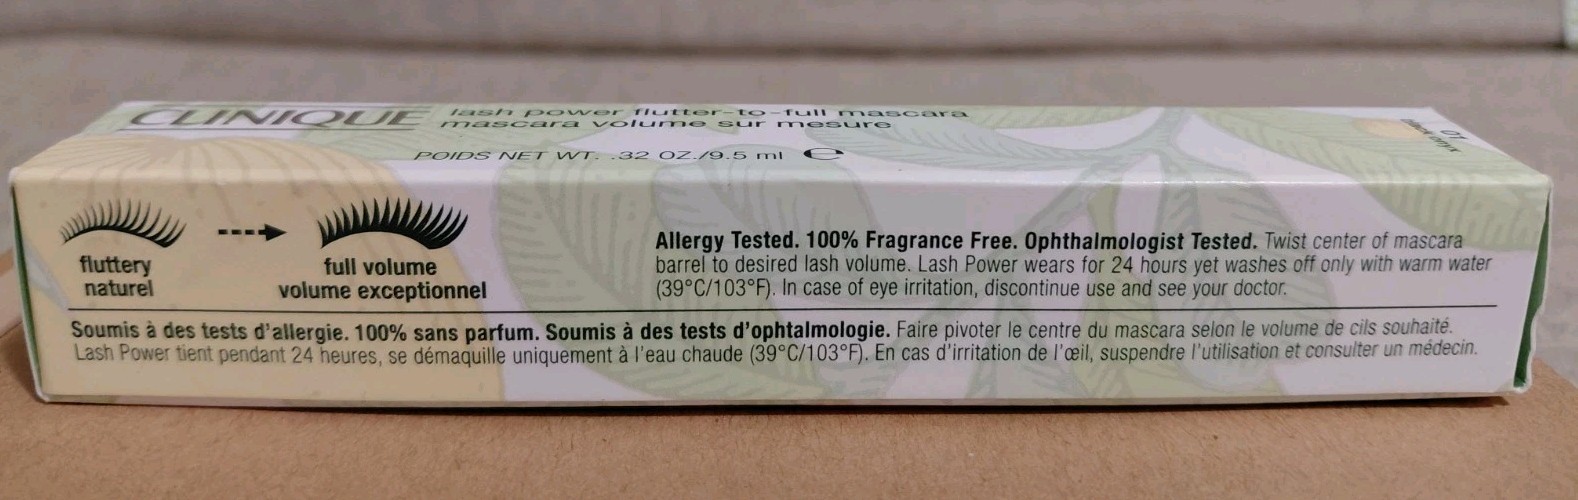 CLINIQUE
lash power flutter-to-full mascara
mascara volume sur mesure
POIDS NET WT. .32 OZ./9.5 ml ℮
01
fluttery
naturel
full volume
volume exceptionnel
Allergy Tested. 100% Fragrance Free. Ophthalmologist Tested. Twist center of mascara
barrel to desired lash volume. Lash Power wears for 24 hours yet washes off only with warm water
(39°C/103°F). In case of eye irritation, discontinue use and see your doctor.
Soumis à des tests d'allergie. 100% sans parfum. Soumis à des tests d'ophtalmologie. Faire pivoter le centre du mascara selon le volume de cils souhaité.
Lash Power tient pendant 24 heures, se démaquille uniquement à l'eau chaude (39°C/103°F). En cas d'irritation de l'œil, suspendre l'utilisation et consulter un médecin.